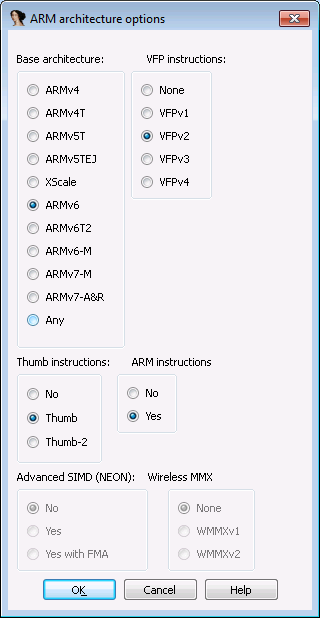 ARM architecture options
Base architecture: VFP instructions:
ARMv4 None
ARMv4T VFPv1
ARMv5T VFPv2
ARMv5TEJ VFPv3
XScale VFPv4
ARMv6
ARMv6T2
ARMv6-M
ARMv7-M
ARMv7-A&R
Any
Thumb instructions: ARM instructions
No No
Thumb Yes
Thumb-2
Advanced SIMD (NEON): Wireless MMX
No None
Yes WMMXv1
Yes with FMA WMMXv2
OK Cancel Help